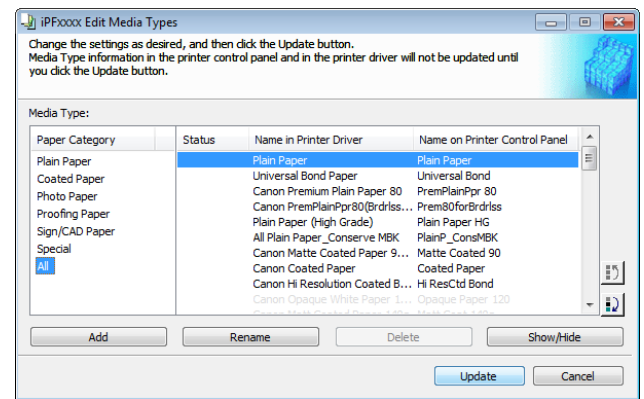 iPFxxxx Edit Media Types
Change the settings as desired, and then click the Update button.
Media Type information in the printer control panel and in the printer driver will not be updated until
you click the Update button.
Media Type:
Paper Category Status Name in Printer Driver Name on Printer Control Panel
Plain Paper
Coated Paper
Photo Paper
Proofing Paper
Sign/CAD Paper
Special
All
Plain Paper Plain Paper
Universal Bond Paper Universal Bond
Canon Premium Plain Paper 80 PremPlainPpr 80
Canon PremPlainPpr80(Brdrlss... Prem80forBrdrlss
Plain Paper (High Grade) Plain Paper HG
All Plain Paper_Conserve MBK PlainP_ConsMBK
Canon Matte Coated Paper 9... Matte Coated 90
Canon Coated Paper Coated Paper
Canon Hi Resolution Coated B... Hi ResCtd Bond
Canon Opaque White Paper 1... Opaque Paper 120
Add Rename Delete Show/Hide
Update Cancel